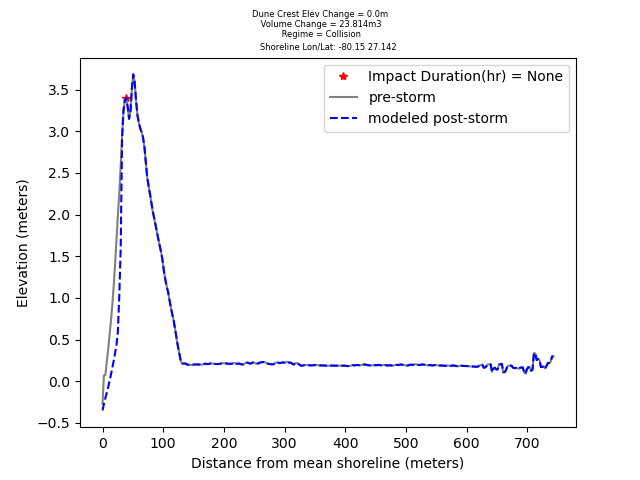 Dune Crest Elev Change = 0.0m
Volume Change = 23.814m3
Regime = Collision
Shoreline Lon/Lat: -80.15 27.142
Impact Duration(hr) = None
pre-storm
modeled post-storm
Elevation (meters)
3.5
3.0
2.5
2.0
1.5
1.0
0.5
0.0
−0.5
0 100 200 300 400 500 600 700
Distance from mean shoreline (meters)